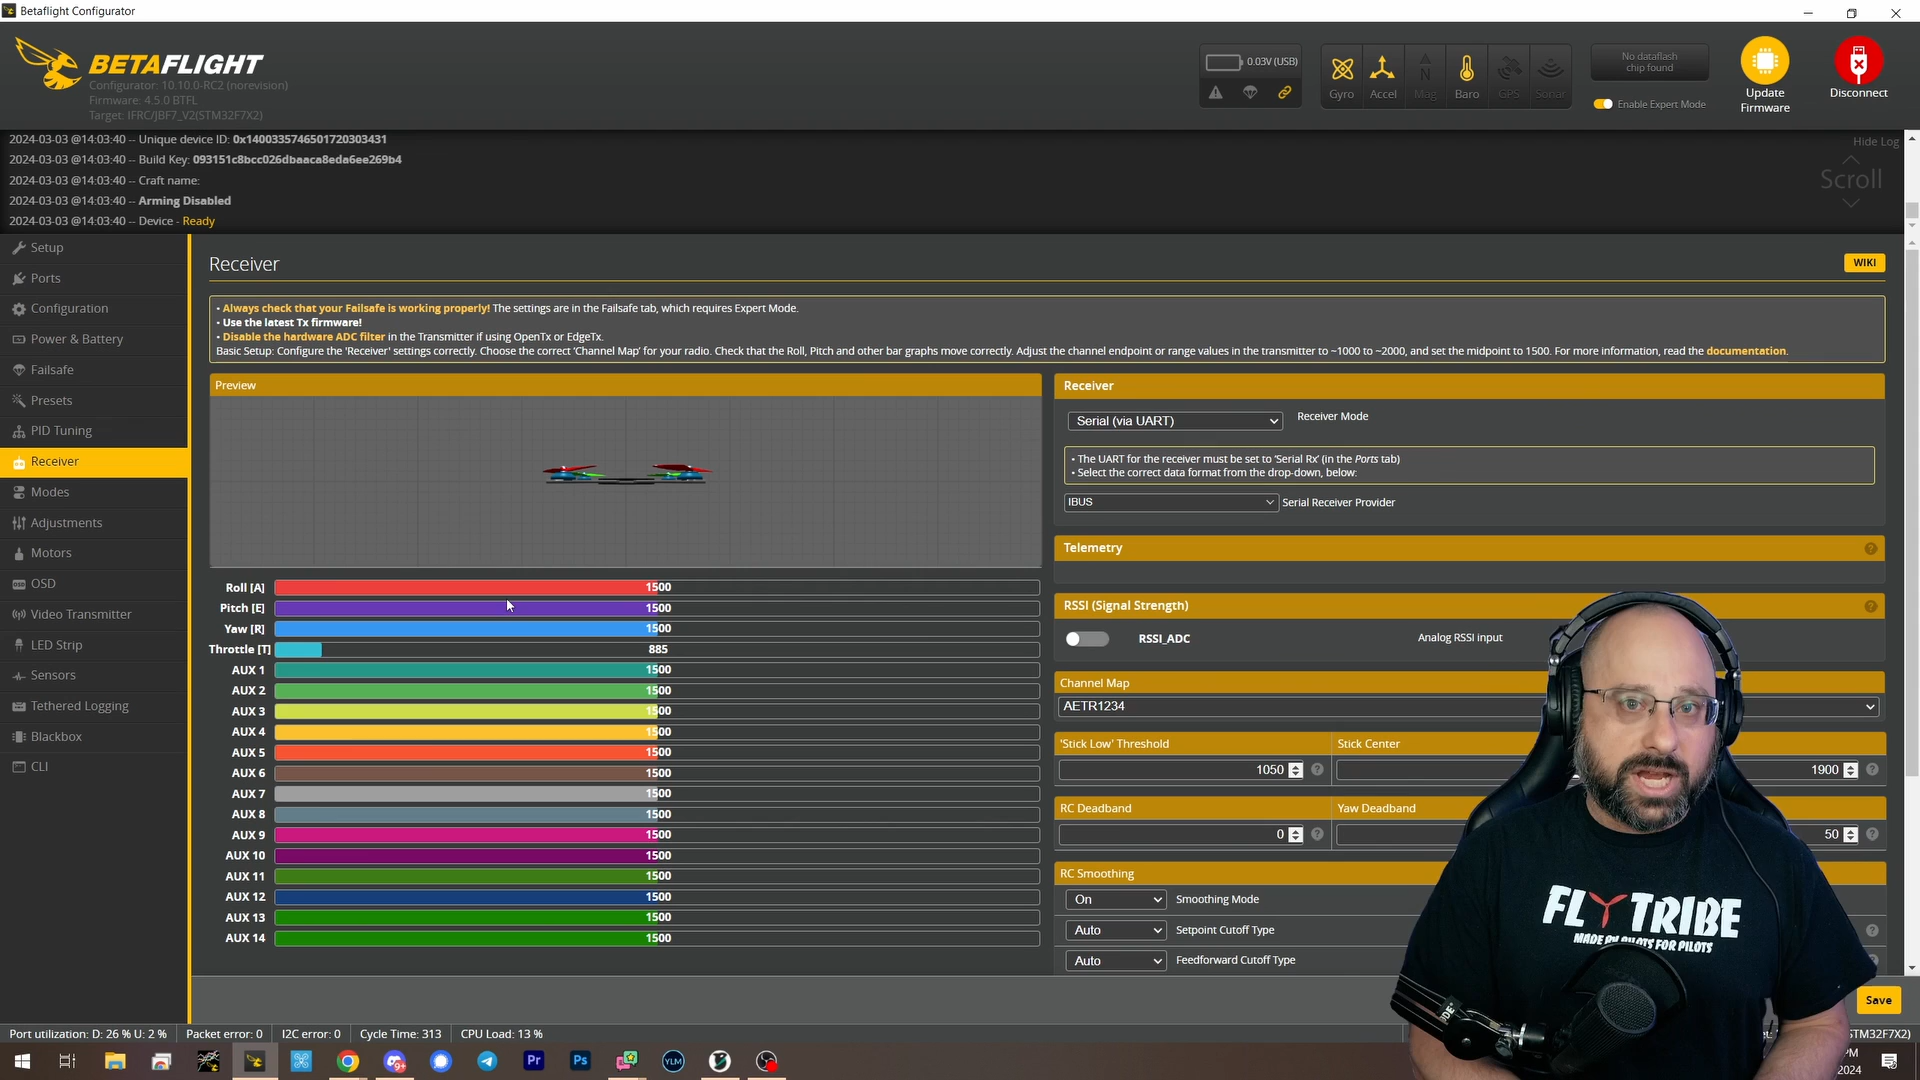 Betaflight Configurator
BETAFLIGHT
Configurator: 10.10.0-RC2 (norevision)
Firmware: 4.5.0 BTFL
Target: IFRC/JBF7_V2(STM32F7X2)
0.03V (USB)
Gyro
Accel
Mag
Baro
GPS
Sonar
No dataflash
chip found
Enable Expert Mode
Update
Firmware
Disconnect
2024-03-03 @14:03:40 -- Unique device ID: 0x1400335746501720303431
2024-03-03 @14:03:40 -- Build Key: 093151c8bcc026dbaaca8eda6ee269b4
2024-03-03 @14:03:40 -- Craft name:
2024-03-03 @14:03:40 -- Arming Disabled
2024-03-03 @14:03:40 -- Device - Ready
Hide Log
Scroll
Setup
Ports
Configuration
Power & Battery
Failsafe
Presets
PID Tuning
Receiver
Modes
Adjustments
Motors
OSD
Video Transmitter
LED Strip
Sensors
Tethered Logging
Blackbox
CLI
Receiver
WIKI
• Always check that your Failsafe is working properly! The settings are in the Failsafe tab, which requires Expert Mode.
• Use the latest Tx firmware!
• Disable the hardware ADC filter in the Transmitter if using OpenTx or EdgeTx.
Basic Setup: Configure the 'Receiver' settings correctly. Choose the correct 'Channel Map' for your radio. Check that the Roll, Pitch and other bar graphs move correctly. Adjust the channel endpoint or range values in the transmitter to ~1000 to ~2000, and set the midpoint to 1500. For more information, read the documentation.
Preview
Roll [A] 1500
Pitch [E] 1500
Yaw [R] 1500
Throttle [T] 885
AUX 1 1500
AUX 2 1500
AUX 3 1500
AUX 4 1500
AUX 5 1500
AUX 6 1500
AUX 7 1500
AUX 8 1500
AUX 9 1500
AUX 10 1500
AUX 11 1500
AUX 12 1500
AUX 13 1500
AUX 14 1500
Receiver
Serial (via UART) Receiver Mode
• The UART for the receiver must be set to 'Serial Rx' (in the Ports tab)
• Select the correct data format from the drop-down, below:
IBUS Serial Receiver Provider
Telemetry
RSSI (Signal Strength)
RSSI_ADC Analog RSSI input
Channel Map
AETR1234
'Stick Low' Threshold Stick Center
1050 1900
RC Deadband Yaw Deadband
0 50
RC Smoothing
On Smoothing Mode
Auto Setpoint Cutoff Type
Auto Feedforward Cutoff Type
FLYTRIBE
MADE BY PILOTS FOR PILOTS
Save
Port utilization: D: 26 % U: 2 % Packet error: 0 I2C error: 0 Cycle Time: 313 CPU Load: 13 %
STM32F7X2)
9+
Pr
Ps
YLM
PM
2024